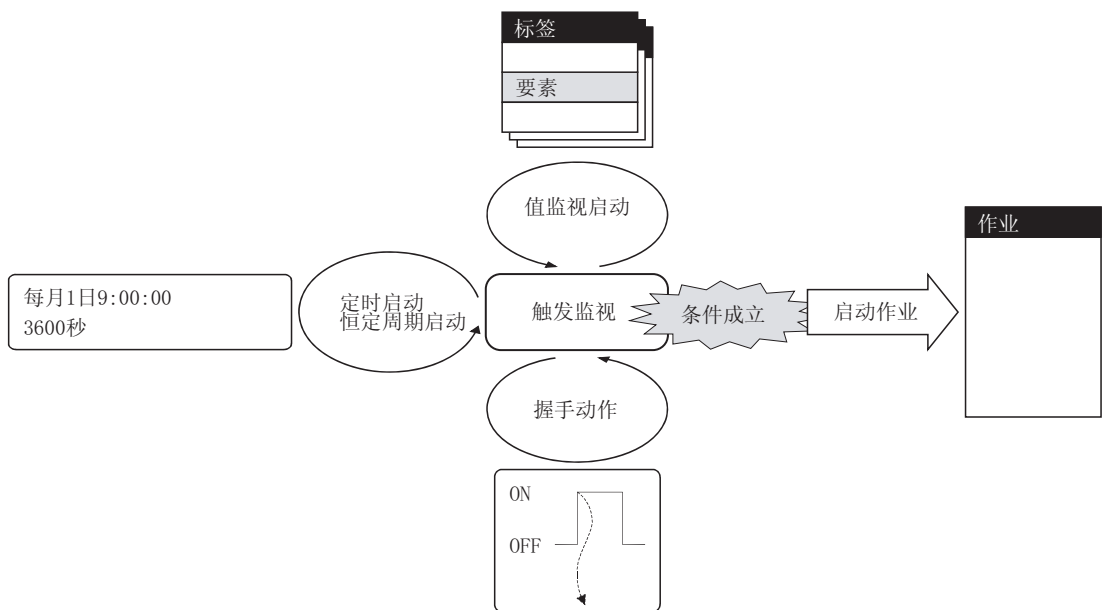 标签
要素
值监视启动
作业
每月1日9:00:00
3600秒
定时启动
恒定周期启动
触发监视
条件成立
启动作业
握手动作
ON
OFF